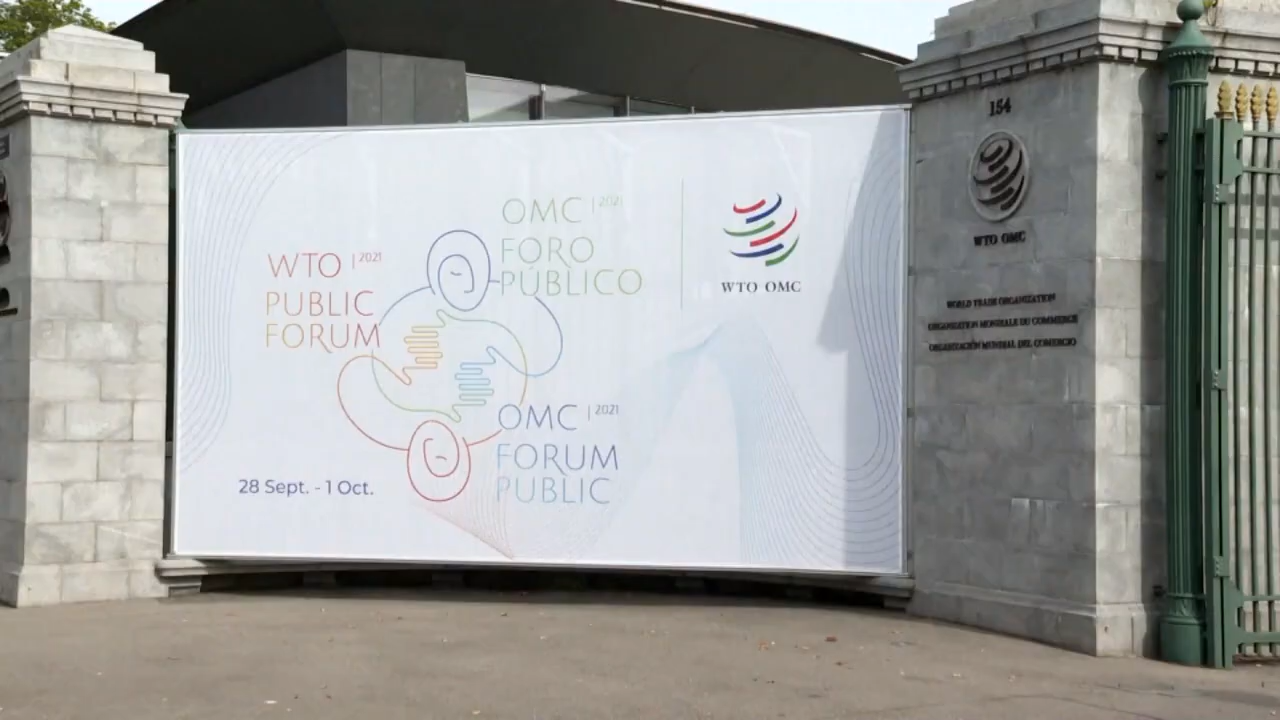 WTO | 2021
PUBLIC
FORUM
28 Sept. - 1 Oct.
OMC | 2021
FORO
PÚBLICO
OMC | 2021
FORUM
PUBLIC
WTO OMC
154
WTO OMC
WORLD TRADE ORGANIZATION
ORGANISATION MONDIALE DU COMMERCE
ORGANIZACIÓN MUNDIAL DEL COMERCIO